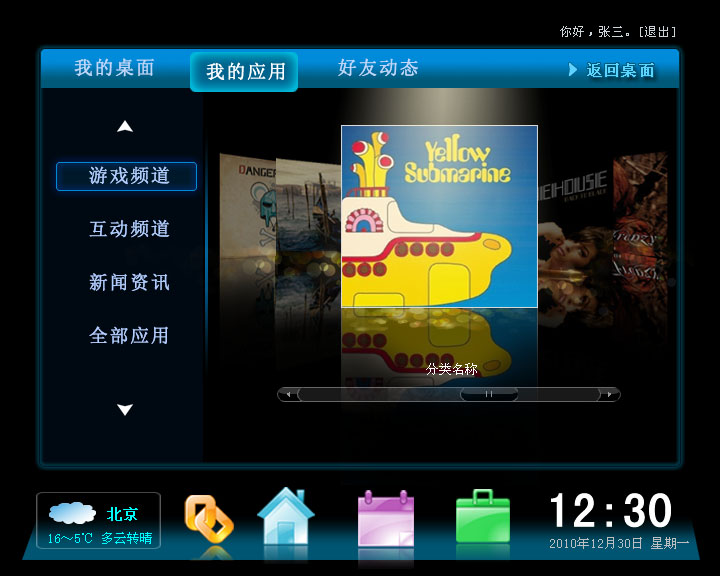 你好，张三。[退出]
我的桌面
我的应用
好友动态
返回桌面
游戏频道
互动频道
新闻资讯
全部应用
DANGER
Yellow
Submarine
分类名称
北京
16～5℃ 多云转晴
12:30
2010年12月30日 星期一